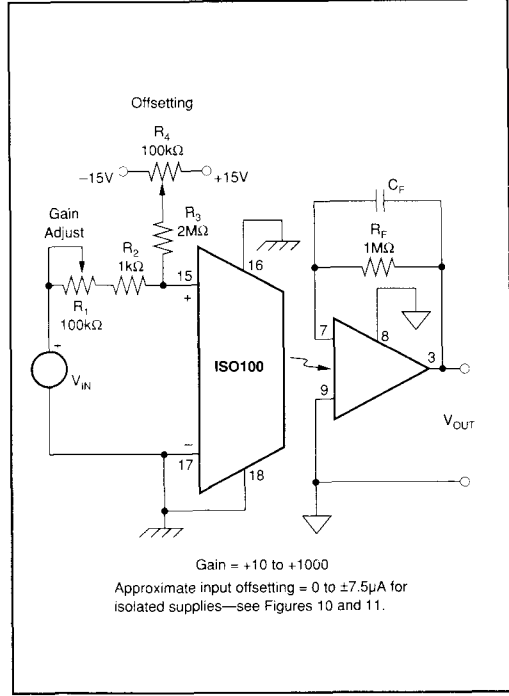 Offsetting
R4
100kΩ
−15V
+15V
Gain
Adjust
R3
2MΩ
R2
1kΩ
R1
100kΩ
15
+
16
ISO100
+
VIN
−
17
18
CF
RF
1MΩ
7
8
9
3
VOUT
Gain = +10 to +1000
Approximate input offsetting = 0 to ±7.5µA for
isolated supplies—see Figures 10 and 11.